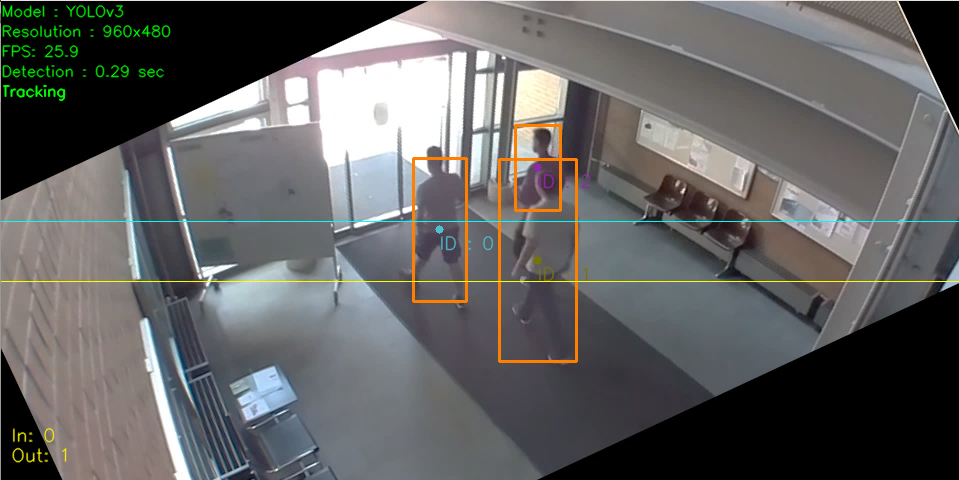 Model : YOLOv3
Resolution : 960x480
FPS: 25.9
Detection : 0.29 sec
Tracking
ID : 2
ID : 0
ID : 1
In: 0
Out: 1